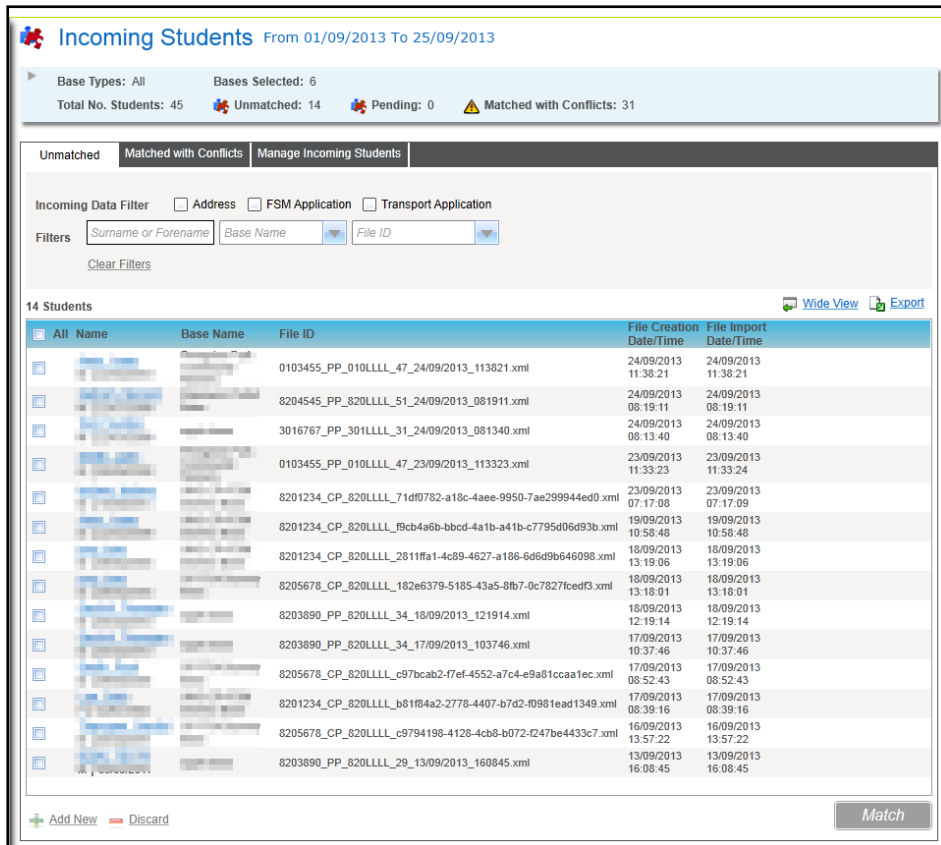 Incoming Students From 01/09/2013 To 25/09/2013
Base Types: All Bases Selected: 6
Total No. Students: 45 Unmatched: 14 Pending: 0 Matched with Conflicts: 31
Unmatched Matched with Conflicts Manage Incoming Students
Incoming Data Filter Address FSM Application Transport Application
Filters Surname or Forename Base Name File ID
Clear Filters
14 Students Wide View Export
All Name Base Name File ID File Creation Date/Time File Import Date/Time
0103455_PP_010LLLL_47_24/09/2013_113821.xml 24/09/2013 11:38:21 24/09/2013 11:38:21
8204545_PP_820LLLL_51_24/09/2013_081911.xml 24/09/2013 08:19:11 24/09/2013 08:19:11
3016767_PP_301LLLL_31_24/09/2013_081340.xml 24/09/2013 08:13:40 24/09/2013 08:13:40
0103455_PP_010LLLL_47_23/09/2013_113323.xml 23/09/2013 11:33:23 23/09/2013 11:33:24
8201234_CP_820LLLL_71df0782-a18c-4aee-9950-7ae299944ed0.xml 23/09/2013 07:17:08 23/09/2013 07:17:09
8201234_CP_820LLLL_f9cb4a6b-bbcd-4a1b-a41b-c7795d06d93b.xml 19/09/2013 10:58:48 19/09/2013 10:58:48
8201234_CP_820LLLL_2811ffa1-4c89-4627-a186-6d6d9b646098.xml 18/09/2013 13:19:06 18/09/2013 13:19:06
8205678_CP_820LLLL_182e6379-5185-43a5-8fb7-0c7827fcedf3.xml 18/09/2013 13:18:01 18/09/2013 13:18:01
8203890_PP_820LLLL_34_18/09/2013_121914.xml 18/09/2013 12:19:14 18/09/2013 12:19:14
8203890_PP_820LLLL_34_17/09/2013_103746.xml 17/09/2013 10:37:46 17/09/2013 10:37:46
8205678_CP_820LLLL_c97bcab2-f7ef-4552-a7c4-e9a81ccaa1ec.xml 17/09/2013 08:52:43 17/09/2013 08:52:43
8201234_CP_820LLLL_b81f84a2-2778-4407-b7d2-f0981ead1349.xml 17/09/2013 08:39:16 17/09/2013 08:39:16
8205678_CP_820LLLL_c9794198-4128-4cb8-b072-f247be4433c7.xml 16/09/2013 13:57:22 16/09/2013 13:57:22
8203890_PP_820LLLL_29_13/09/2013_160845.xml 13/09/2013 16:08:45 13/09/2013 16:08:45
Add New Discard Match